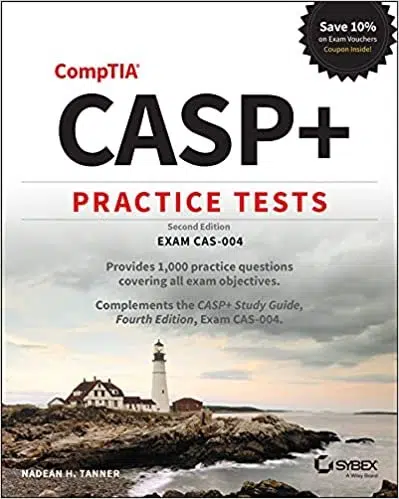 Save 10%
on Exam Vouchers
Coupon Inside!
CompTIA®
CASP+
PRACTICE TESTS
Second Edition
EXAM CAS-004
Provides 1,000 practice questions
covering all exam objectives.
Complements the CASP+ Study Guide,
Fourth Edition, Exam CAS-004.
NADEAN H. TANNER
SYBEX
A Wiley Brand